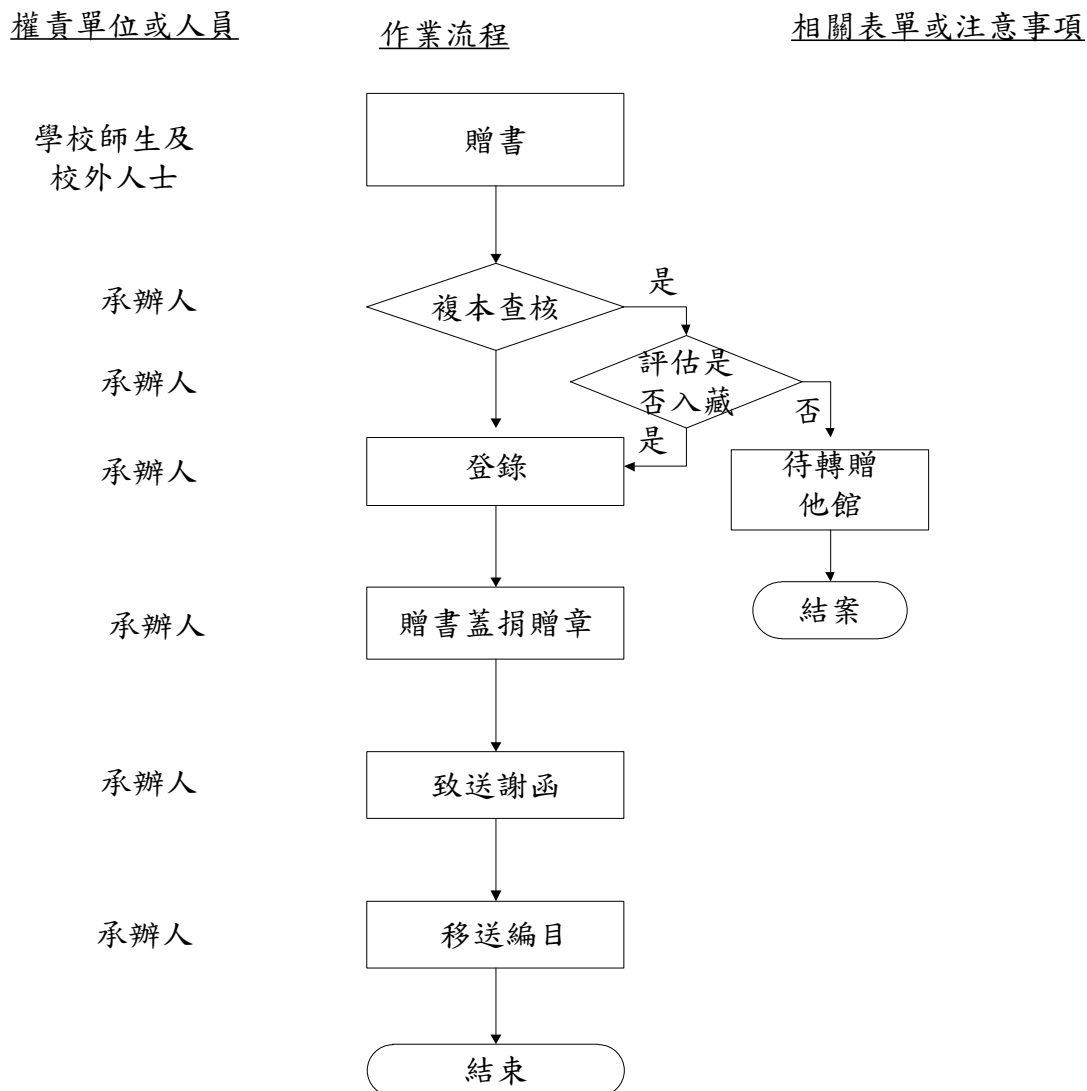 權責單位或人員
作業流程
相關表單或注意事項
學校師生及
校外人士
贈書
承辦人
複本查核
是
承辦人
評估是
否入藏
否
是
承辦人
登錄
待轉贈
他館
結案
承辦人
贈書蓋捐贈章
承辦人
致送謝函
承辦人
移送編目
結束